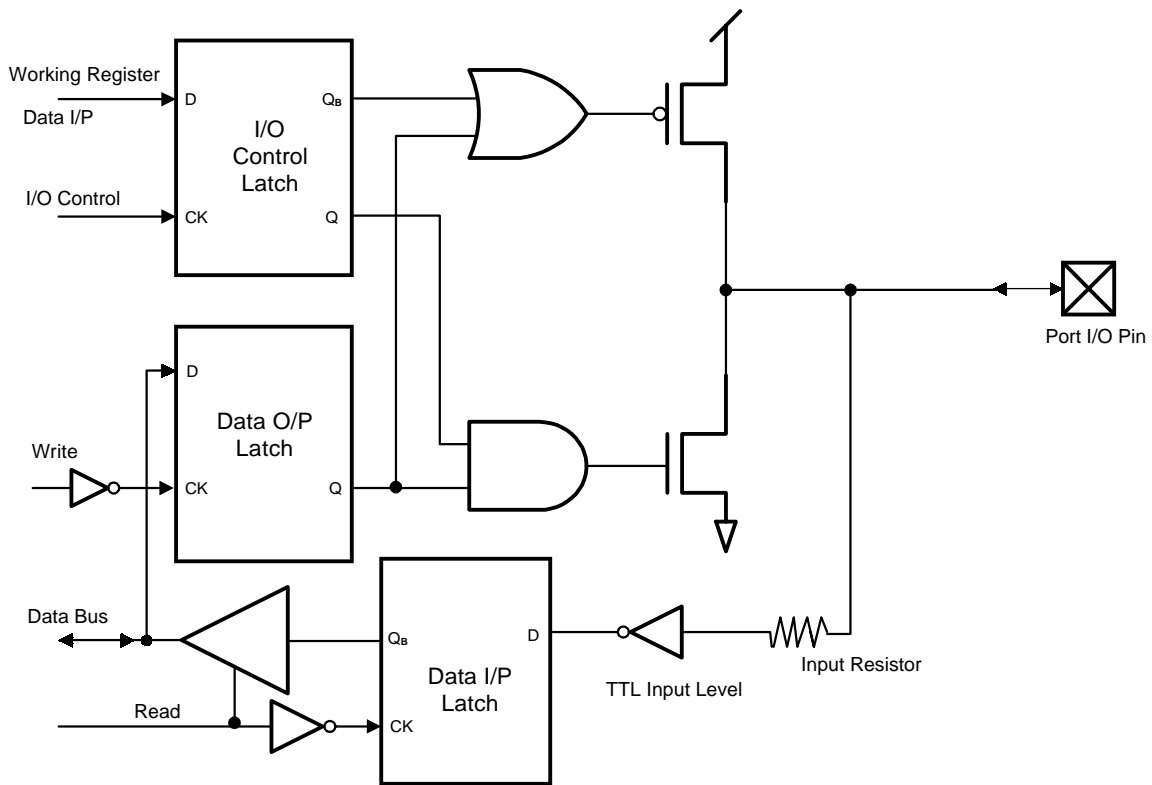 Working Register
Data I/P
I/O Control
D
CK
QB
Q
I/O
Control
Latch
Port I/O Pin
D
CK
Q
Data O/P
Latch
Write
Data Bus
Read
QB
CK
D
Data I/P
Latch
TTL Input Level
Input Resistor